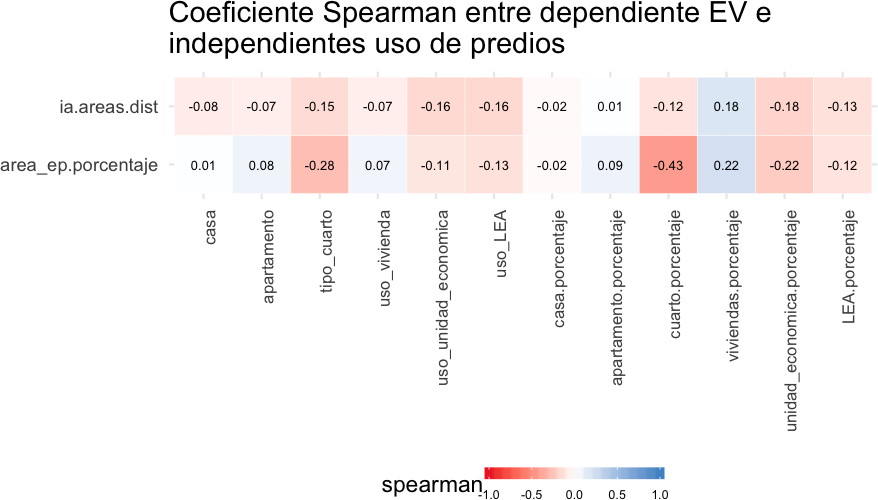 Coeficiente Spearman entre dependiente EV e
independientes uso de predios
ia.areas.dist
-0.08 -0.07 -0.15 -0.07 -0.16 -0.16 -0.02 0.01 -0.12 0.18 -0.18 -0.13
area_ep.porcentaje
0.01 0.08 -0.28 0.07 -0.11 -0.13 -0.02 0.09 -0.43 0.22 -0.22 -0.12
casa
apartamento
tipo_cuarto
uso_vivienda
uso_unidad_economica
uso_LEA
casa.porcentaje
apartamento.porcentaje
cuarto.porcentaje
viviendas.porcentaje
unidad_economica.porcentaje
LEA.porcentaje
spearman
-1.0 -0.5 0.0 0.5 1.0